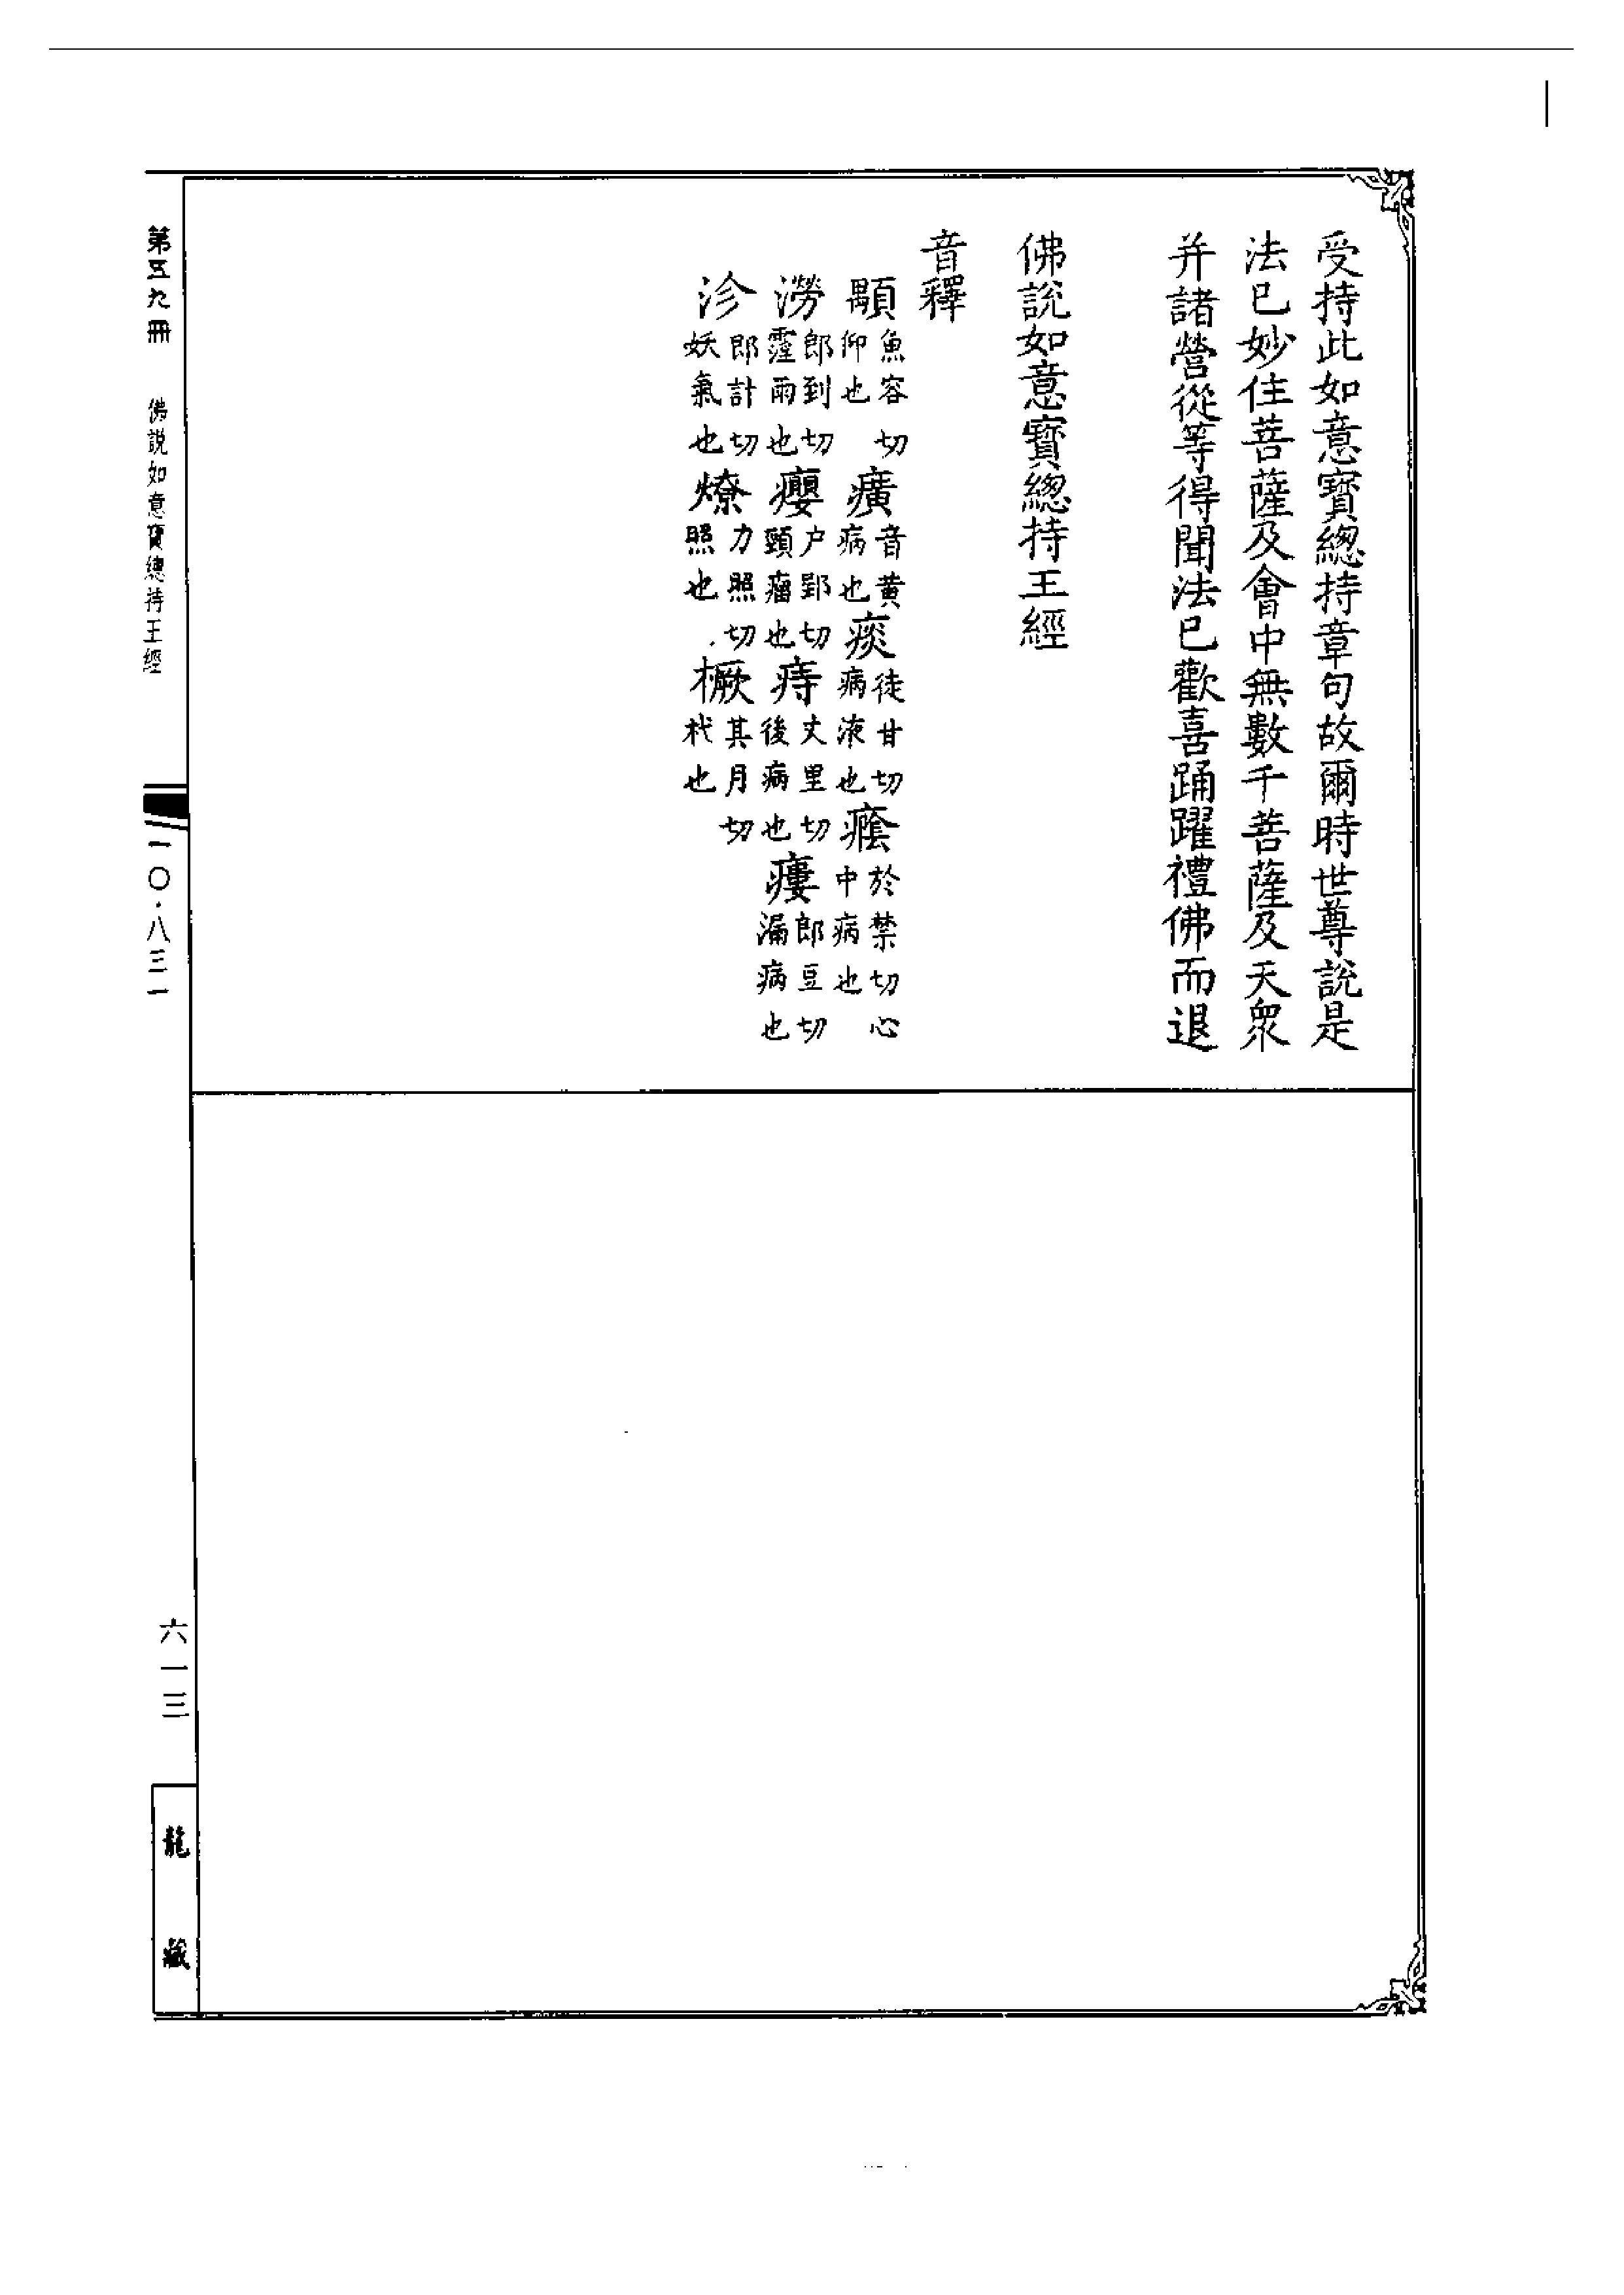 受持此如意寳總持章句故爾時世尊說是
法已妙住菩薩及會中無數千菩薩及天眾
并諸營從等得聞法已歡喜踊躍禮佛而退
佛說如意寳總持王經
音釋
顒魚容切仰也 癀音黃病也 痰徒甘切病液也 癊於禁切心中病也
澇郎到切霪雨也 癭户郢切頸瘤也 痔丈里切後病也 瘻郎豆切漏病也
沴郎計切妖氣也 燎力照切照也 橛其月切杙也
第五九冊 佛說如意寳總持王經 一〇·八三一
六一三
龍藏